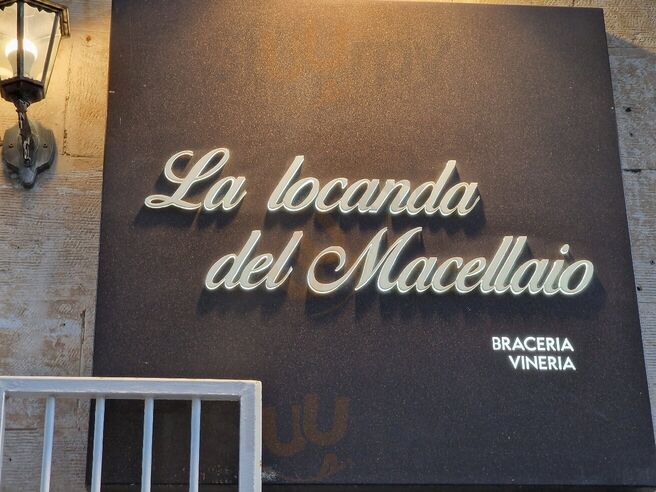 La locanda
del Macellaio
BRACERIA
VINERIA